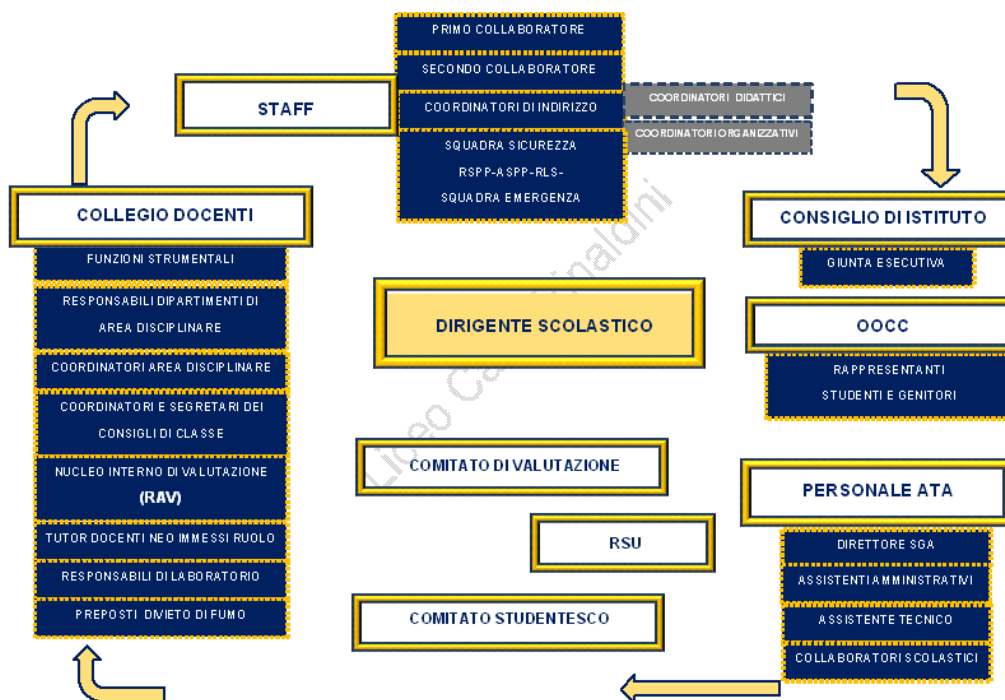 PRIMO COLLABORATORE
SECONDO COLLABORATORE
STAFF
COORDINATORI DI INDIRIZZO
COORDINATORI DIDATTICI
COORDINATORI ORGANIZZATIVI
SQUADRA SICUREZZA
RSPP-ASPP-RLS-
SQUADRA EMERGENZA
COLLEGIO DOCENTI
FUNZIONI STRUMENTALI
RESPONSABILI DIPARTIMENTI DI
AREA DISCIPLINARE
COORDINATORI AREA DISCIPLINARE
COORDINATORI E SEGRETARI DEI
CONSIGLI DI CLASSE
NUCLEO INTERNO DI VALUTAZIONE
(RAV)
TUTOR DOCENTI NEO IMMESSI RUOLO
RESPONSABILI DI LABORATORIO
PREPOSTI DIVIETO DI FUMO
DIRIGENTE SCOLASTICO
COMITATO DI VALUTAZIONE
RSU
COMITATO STUDENTESCO
CONSIGLIO DI ISTITUTO
GIUNTA ESECUTIVA
OOCC
RAPPRESENTANTI
STUDENTI E GENITORI
PERSONALE ATA
DIRETTORE SGA
ASSISTENTI AMMINISTRATIVI
ASSISTENTE TECNICO
COLLABORATORI SCOLASTICI
Liceo